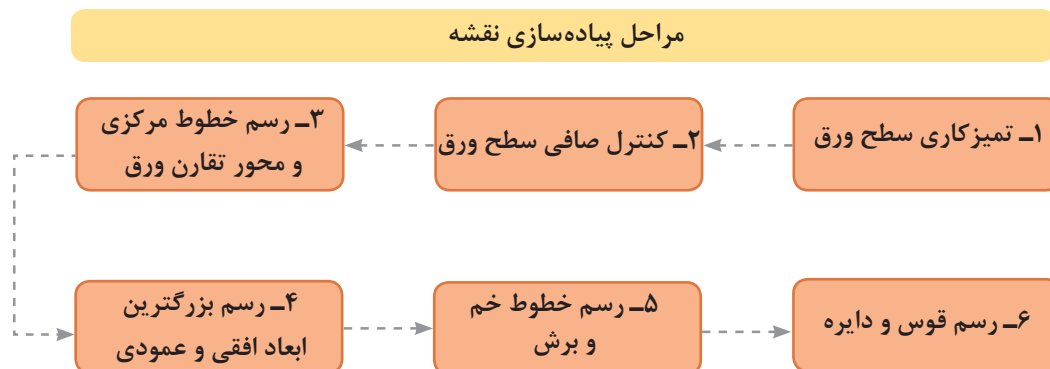 مراحل پیاده‌سازی نقشه
۱ـ تمیزکاری سطح ورق
۲ـ کنترل صافی سطح ورق
۳ـ رسم خطوط مرکزی
و محور تقارن ورق
۴ـ رسم بزرگترین
ابعاد افقی و عمودی
۵ـ رسم خطوط خم
و برش
۶ـ رسم قوس و دایره